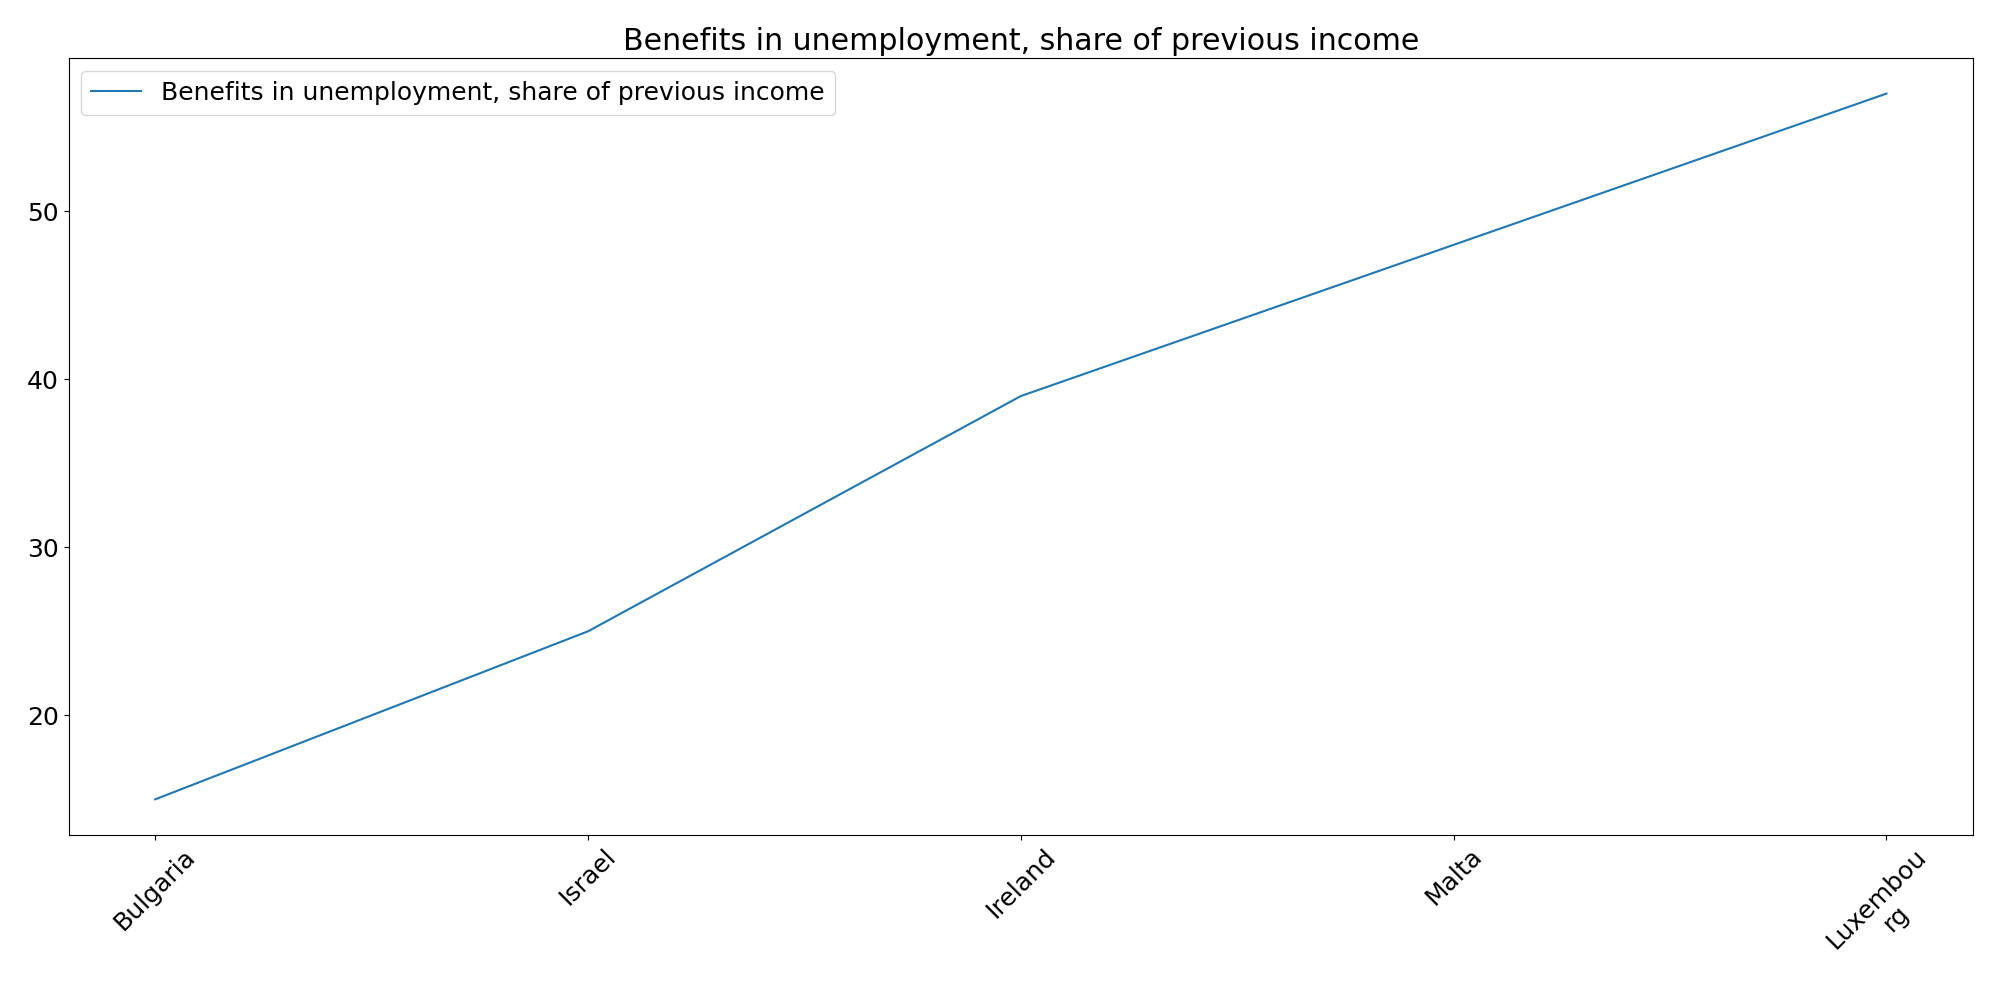 Benefits in unemployment, share of previous income
Benefits in unemployment, share of previous income
50
40
30
20
Bulgaria
Israel
Ireland
Malta
Luxembou
rg